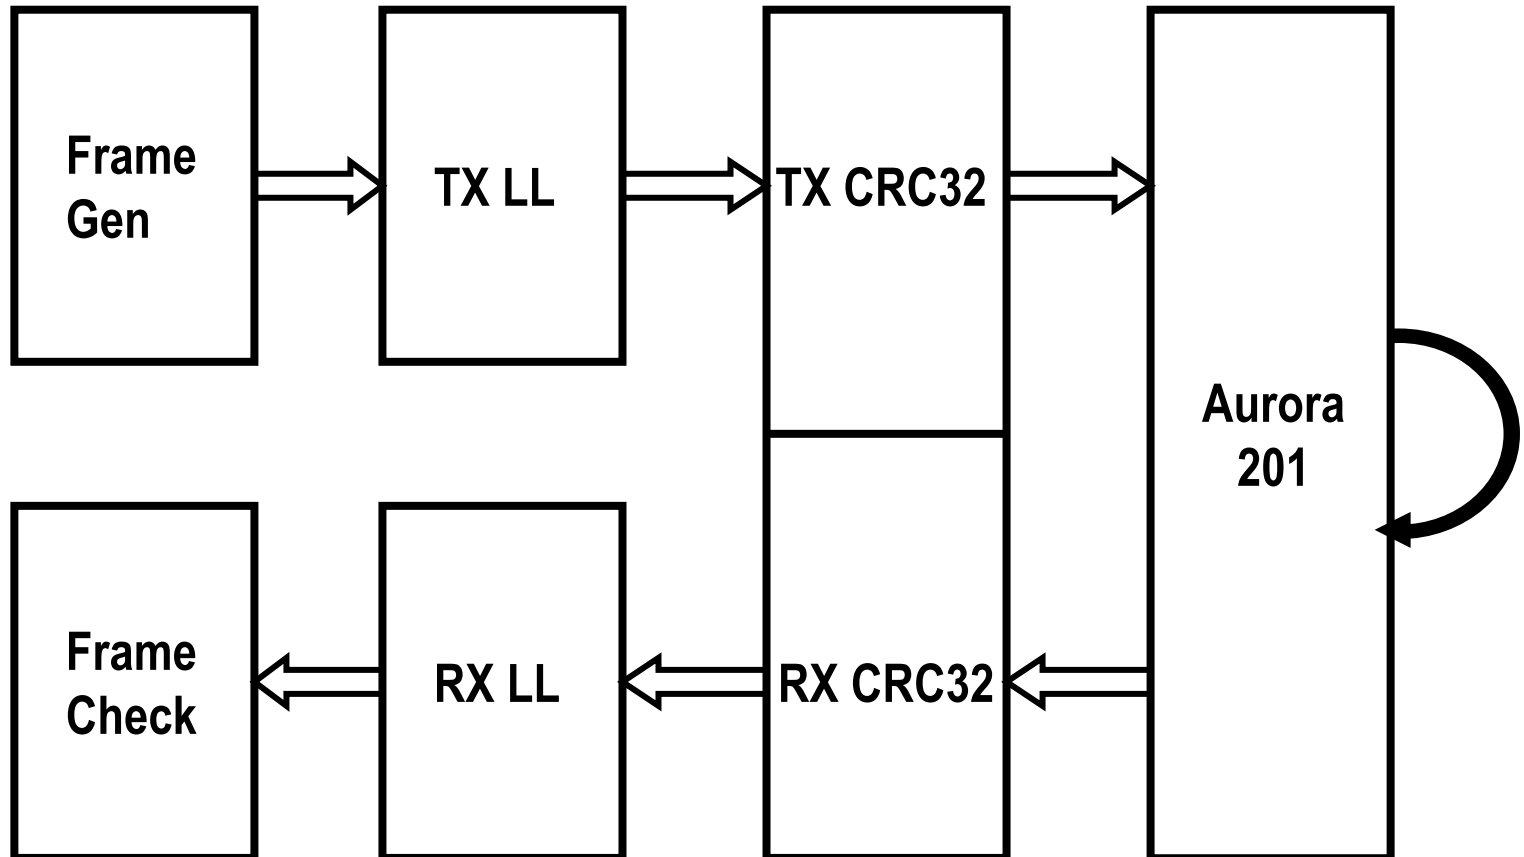 Frame
Gen
TX LL
TX CRC32
Aurora
201
Frame
Check
RX LL
RX CRC32